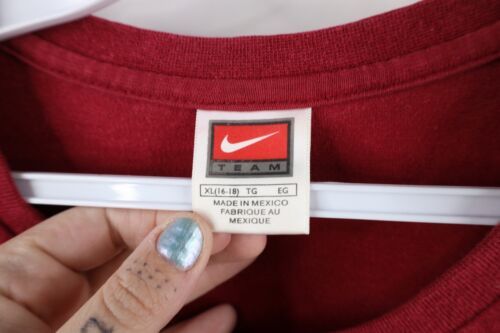 TEAM
XL(16-18) TG EG
MADE IN MEXICO
FABRIQUE AU
MEXIQUE